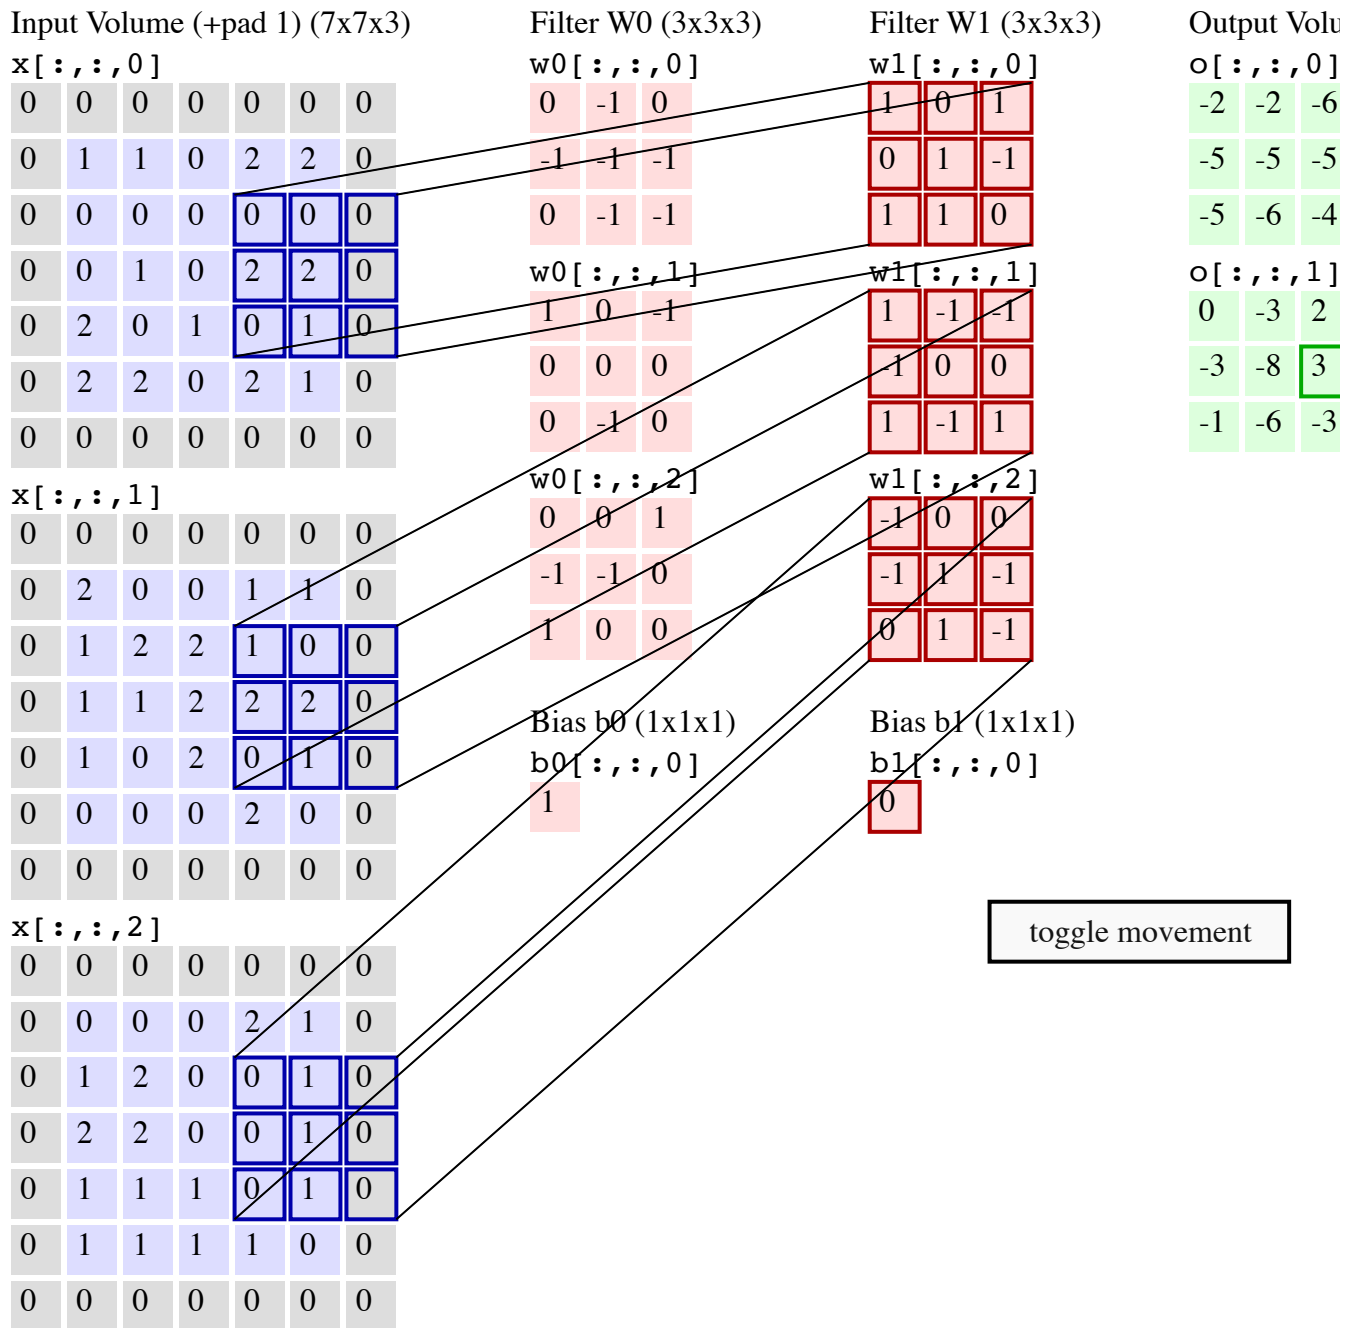 Input Volume (+pad 1) (7x7x3)
x[:,:,0]
0 0 0 0 0 0 0
0 1 1 0 2 2 0
0 0 0 0 0 0 0
0 0 1 0 2 2 0
0 2 0 1 0 1 0
0 2 2 0 2 1 0
0 0 0 0 0 0 0
x[:,:,1]
0 0 0 0 0 0 0
0 2 0 0 1 1 0
0 1 2 2 1 0 0
0 1 1 2 2 2 0
0 1 0 2 0 1 0
0 0 0 0 2 0 0
0 0 0 0 0 0 0
x[:,:,2]
0 0 0 0 0 0 0
0 0 0 0 2 1 0
0 1 2 0 0 1 0
0 2 2 0 0 1 0
0 1 1 1 0 1 0
0 1 1 1 1 0 0
0 0 0 0 0 0 0
Filter W0 (3x3x3)
w0[:,:,0]
0 -1 0
-1 -1 -1
0 -1 -1
w0[:,:,1]
1 0 -1
0 0 0
0 -1 0
w0[:,:,2]
0 0 1
-1 -1 0
1 0 0
Bias b0 (1x1x1)
b0[:,:,0]
1
Filter W1 (3x3x3)
w1[:,:,0]
1 0 1
0 1 -1
1 1 0
w1[:,:,1]
1 -1 -1
-1 0 0
1 -1 1
w1[:,:,2]
-1 0 0
-1 1 -1
0 1 -1
Bias b1 (1x1x1)
b1[:,:,0]
0
Output Volu
o[:,:,0]
-2 -2 -6
-5 -5 -5
-5 -6 -4
o[:,:,1]
0 -3 2
-3 -8 3
-1 -6 -3
toggle movement